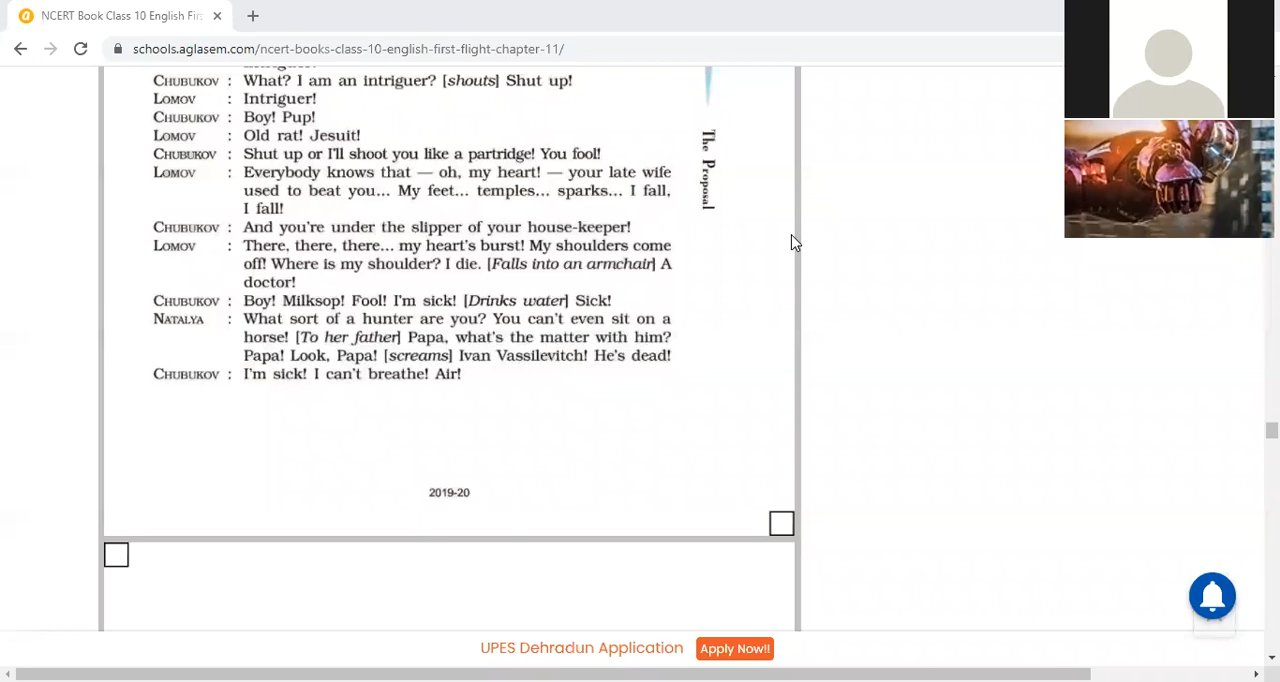 NCERT Book Class 10 English Firs
schools.aglasem.com/ncert-books-class-10-english-first-flight-chapter-11/
CHUBUKOV : What? I am an intriguer? [shouts] Shut up!
LOMOV : Intriguer!
CHUBUKOV : Boy! Pup!
LOMOV : Old rat! Jesuit!
CHUBUKOV : Shut up or I'll shoot you like a partridge! You fool!
LOMOV : Everybody knows that — oh, my heart! — your late wife
used to beat you... My feet... temples... sparks... I fall,
I fall!
CHUBUKOV : And you're under the slipper of your house-keeper!
LOMOV : There, there, there... my heart's burst! My shoulders come
off! Where is my shoulder? I die. [Falls into an armchair] A
doctor!
CHUBUKOV : Boy! Milksop! Fool! I'm sick! [Drinks water] Sick!
NATALYA : What sort of a hunter are you? You can't even sit on a
horse! [To her father] Papa, what's the matter with him?
Papa! Look, Papa! [screams] Ivan Vassilevitch! He's dead!
CHUBUKOV : I'm sick! I can't breathe! Air!
The Proposal
2019-20
UPES Dehradun Application
Apply Now!!